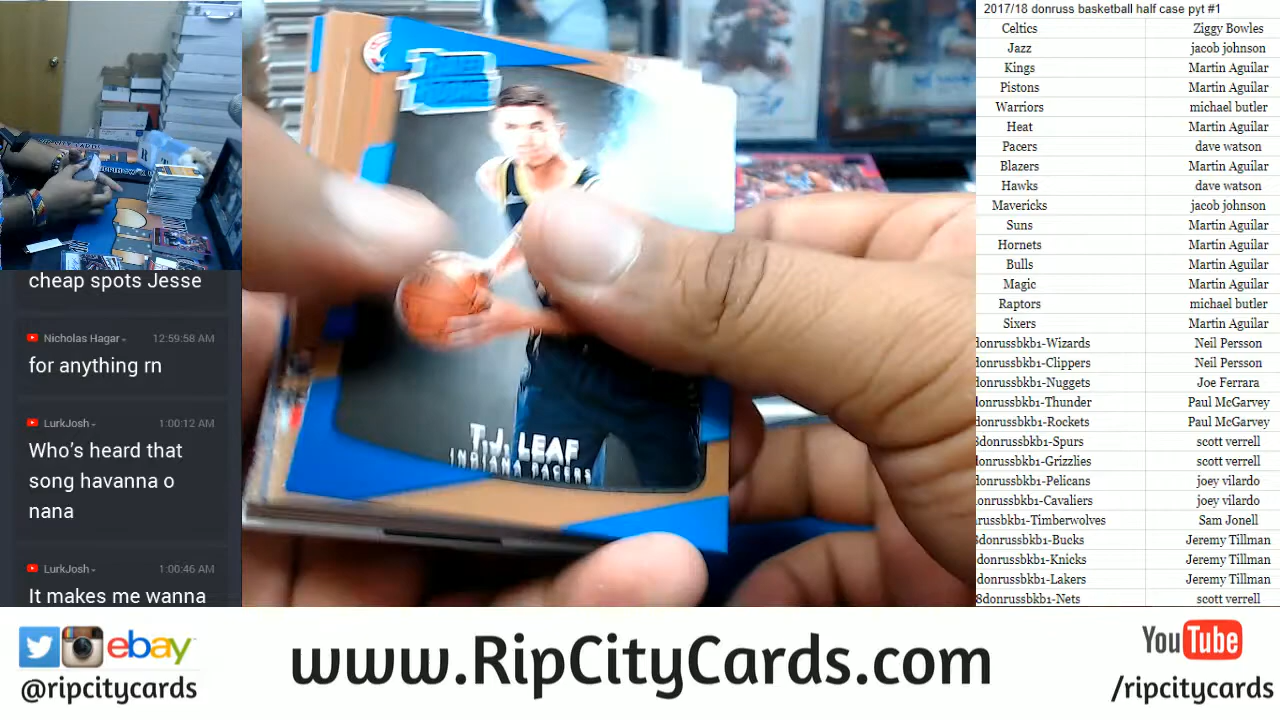 2017/18 donruss basketball half case pyt #1
Celtics Ziggy Bowles
Jazz jacob johnson
Kings Martin Aguilar
Pistons Martin Aguilar
Warriors michael butler
Heat Martin Aguilar
Pacers dave watson
Blazers Martin Aguilar
Hawks dave watson
Mavericks jacob johnson
Suns Martin Aguilar
Hornets Martin Aguilar
Bulls Martin Aguilar
Magic Martin Aguilar
Raptors michael butler
Sixers Martin Aguilar
donrussbkb1-Wizards Neil Persson
donrussbkb1-Clippers Neil Persson
donrussbkb1-Nuggets Joe Ferrara
donrussbkb1-Thunder Paul McGarvey
donrussbkb1-Rockets Paul McGarvey
8donrussbkb1-Spurs scott verrell
donrussbkb1-Grizzlies scott verrell
donrussbkb1-Pelicans joey vilardo
donrussbkb1-Cavaliers joey vilardo
russbkb1-Timberwolves Sam Jonell
8donrussbkb1-Bucks Jeremy Tillman
donrussbkb1-Knicks Jeremy Tillman
donrussbkb1-Lakers Jeremy Tillman
8donrussbkb1-Nets scott verrell
cheap spots Jesse
Nicholas Hagar 12:59:58 AM
for anything rn
LurkJosh 1:00:12 AM
Who's heard that
song havanna o
nana
LurkJosh 1:00:46 AM
It makes me wanna
T.J. LEAF
INDIANA PACERS
ebay
@ripcitycards
www.RipCityCards.com
YouTube
/ripcitycards